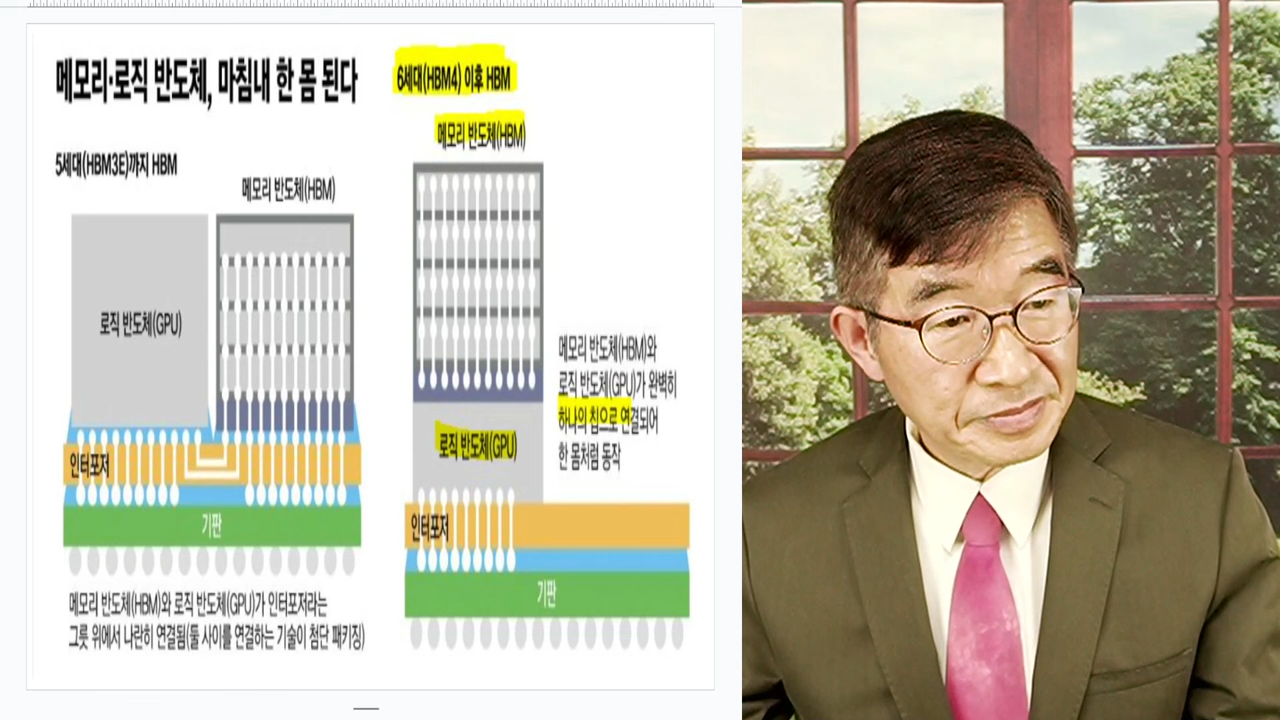 메모리·로직 반도체, 마침내 한 몸 된다
5세대(HBM3E)까지 HBM
메모리 반도체(HBM)
로직 반도체(GPU)
인터포저
기판
메모리 반도체(HBM)와 로직 반도체(GPU)가 인터포저라는
그릇 위에서 나란히 연결됨(둘 사이를 연결하는 기술이 첨단 패키징)
6세대(HBM4) 이후 HBM
메모리 반도체(HBM)
로직 반도체(GPU)
메모리 반도체(HBM)와
로직 반도체(GPU)가 완벽히
하나의 칩으로 연결되어
한 몸처럼 동작
인터포저
기판